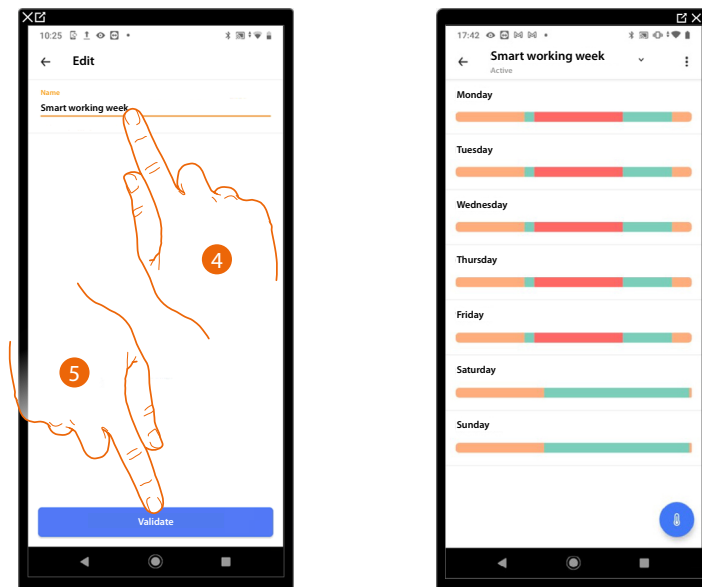 10:25
Edit
Name
Smart working week
4
5
Validate
17:42
Smart working week
Active
Monday
Tuesday
Wednesday
Thursday
Friday
Saturday
Sunday